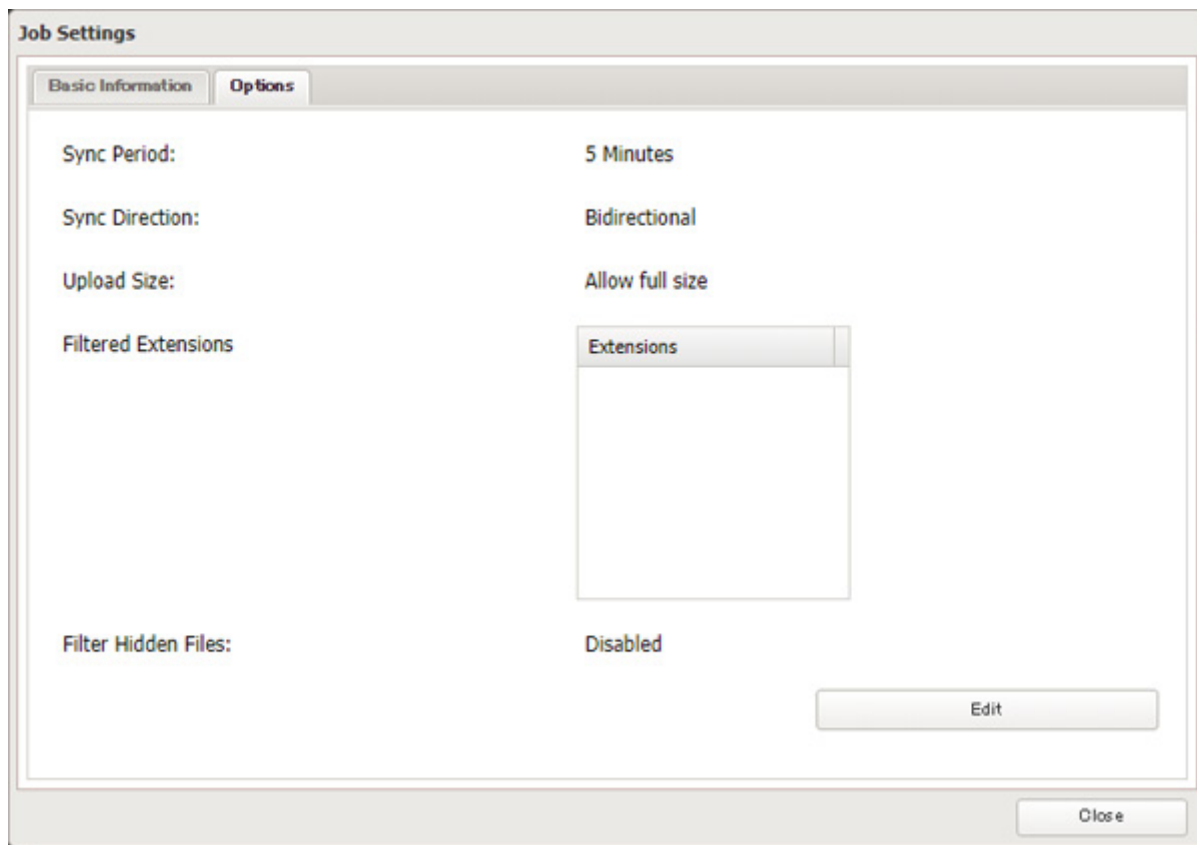 Job Settings
Basic Information Options
Sync Period: 5 Minutes
Sync Direction: Bidirectional
Upload Size: Allow full size
Filtered Extensions Extensions
Filter Hidden Files: Disabled
Edit
Close